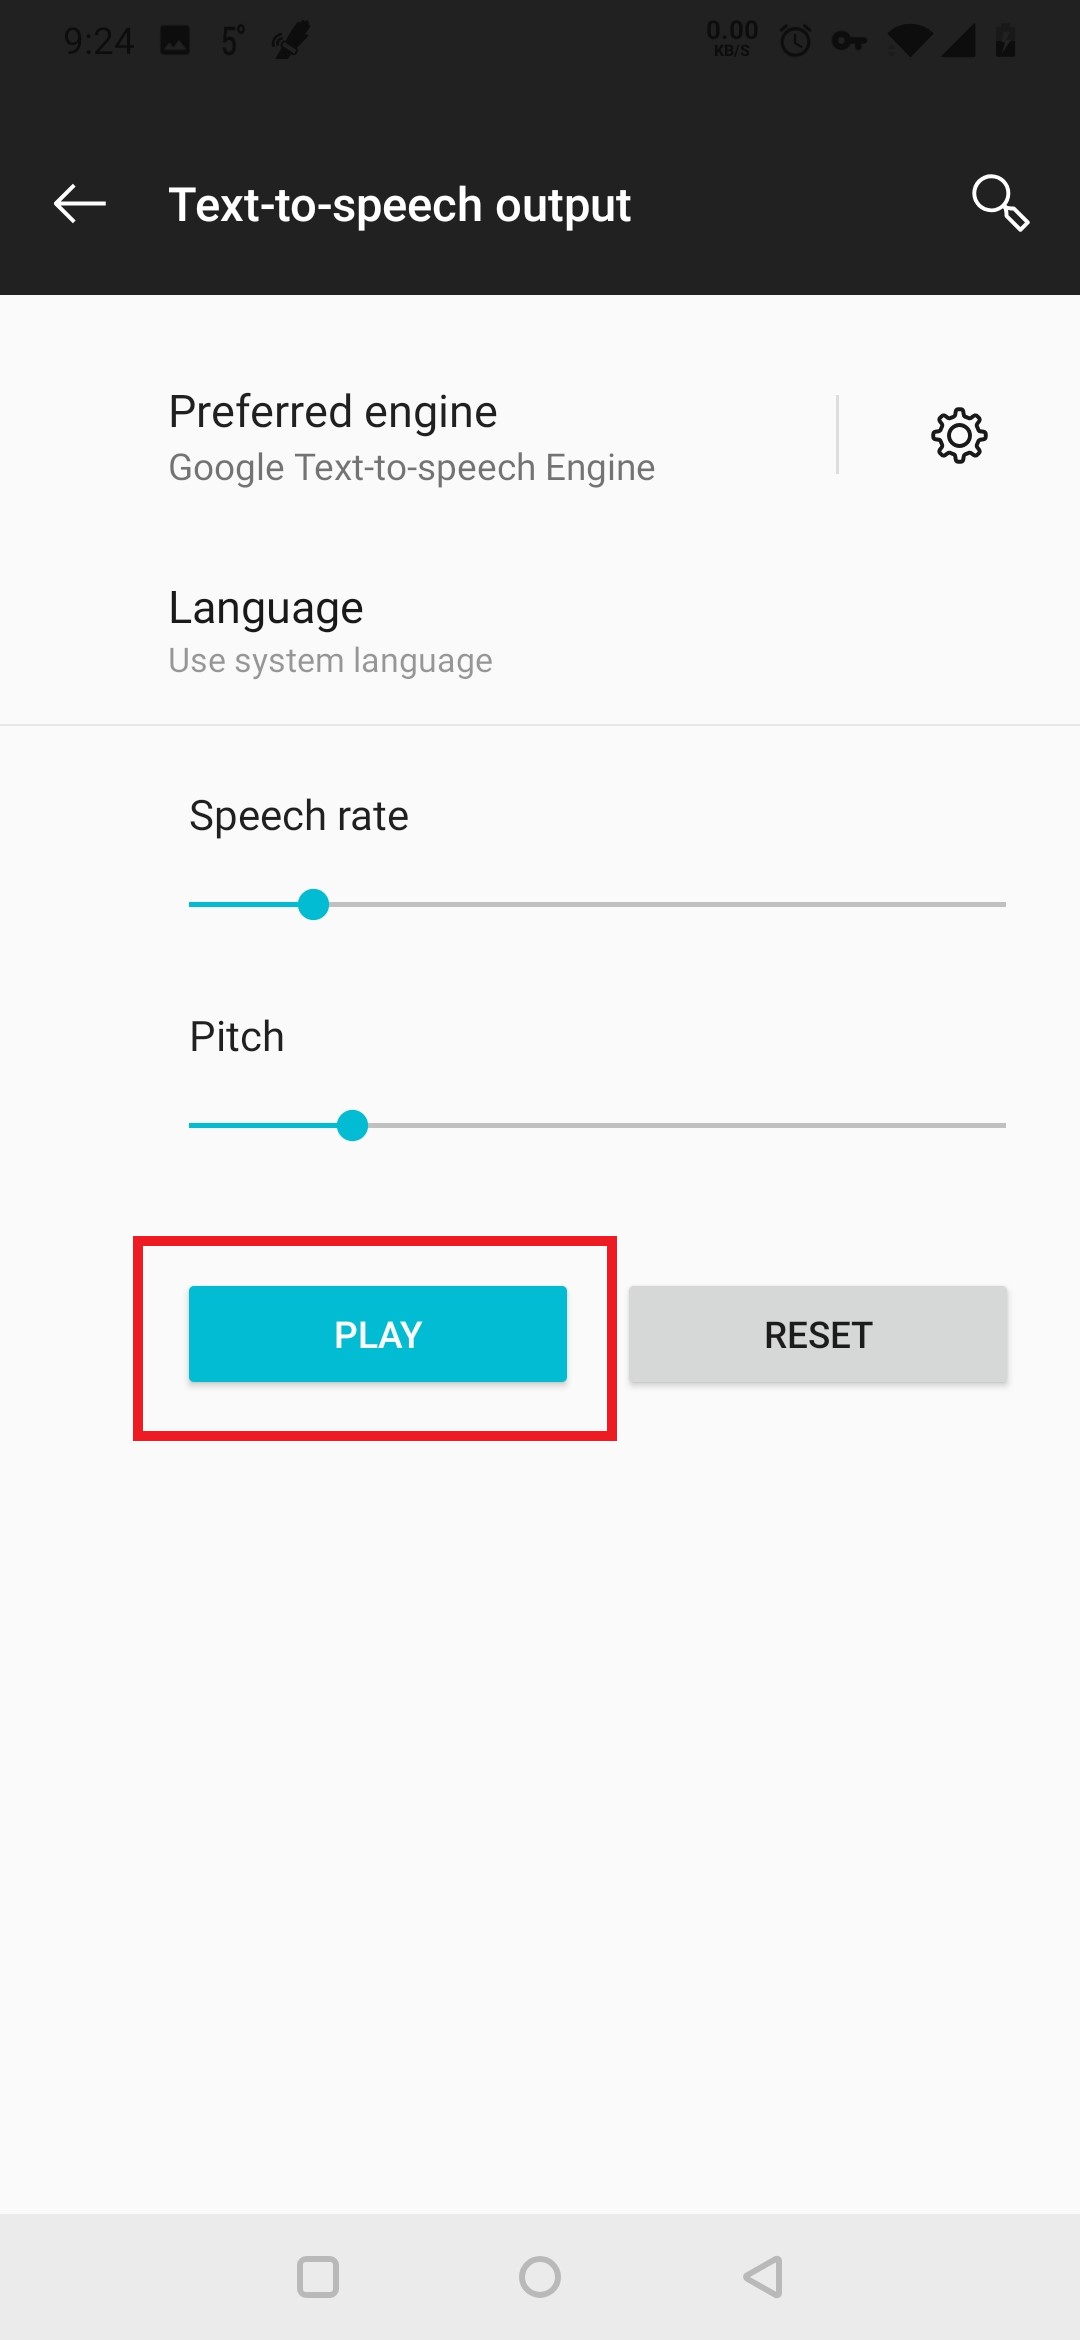 9:24 5° 0.00
KB/S
Text-to-speech output
Preferred engine
Google Text-to-speech Engine
Language
Use system language
Speech rate
Pitch
PLAY RESET